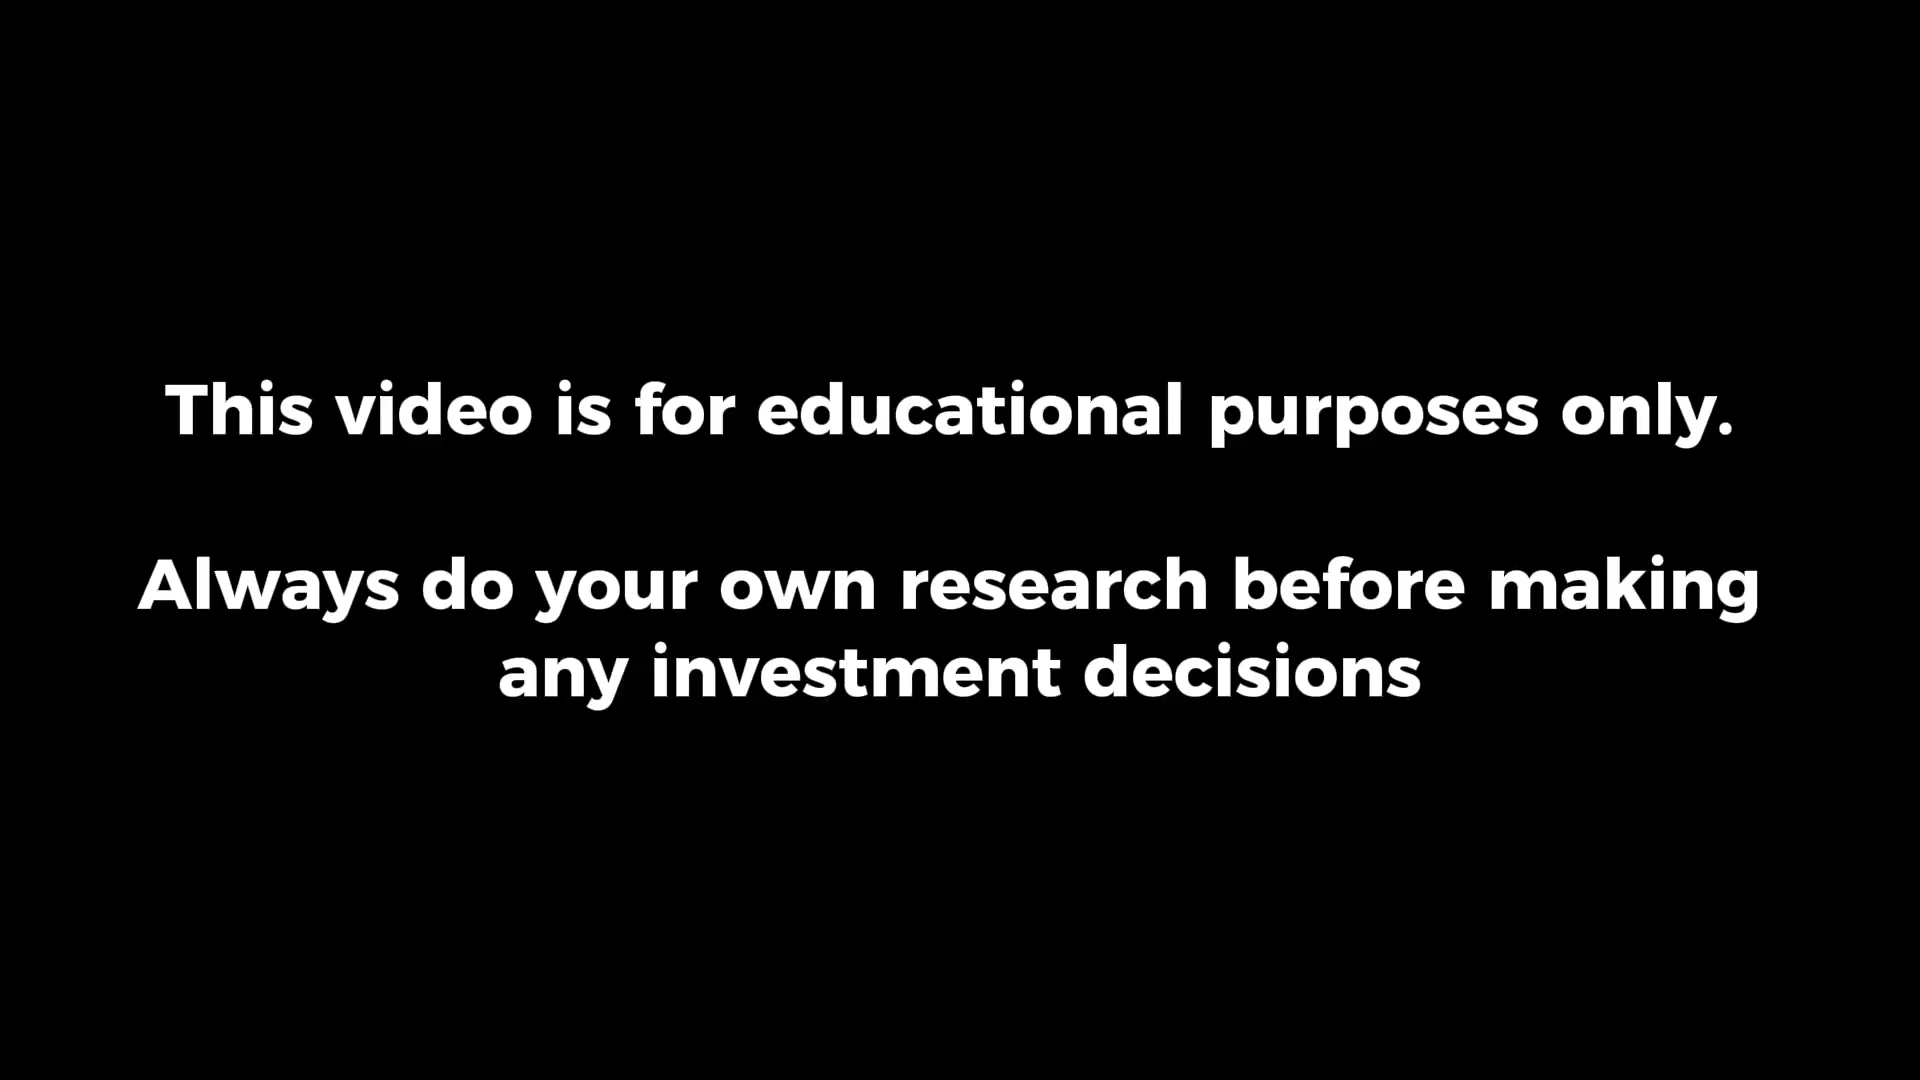 This video is for educational purposes only.
Always do your own research before making
any investment decisions